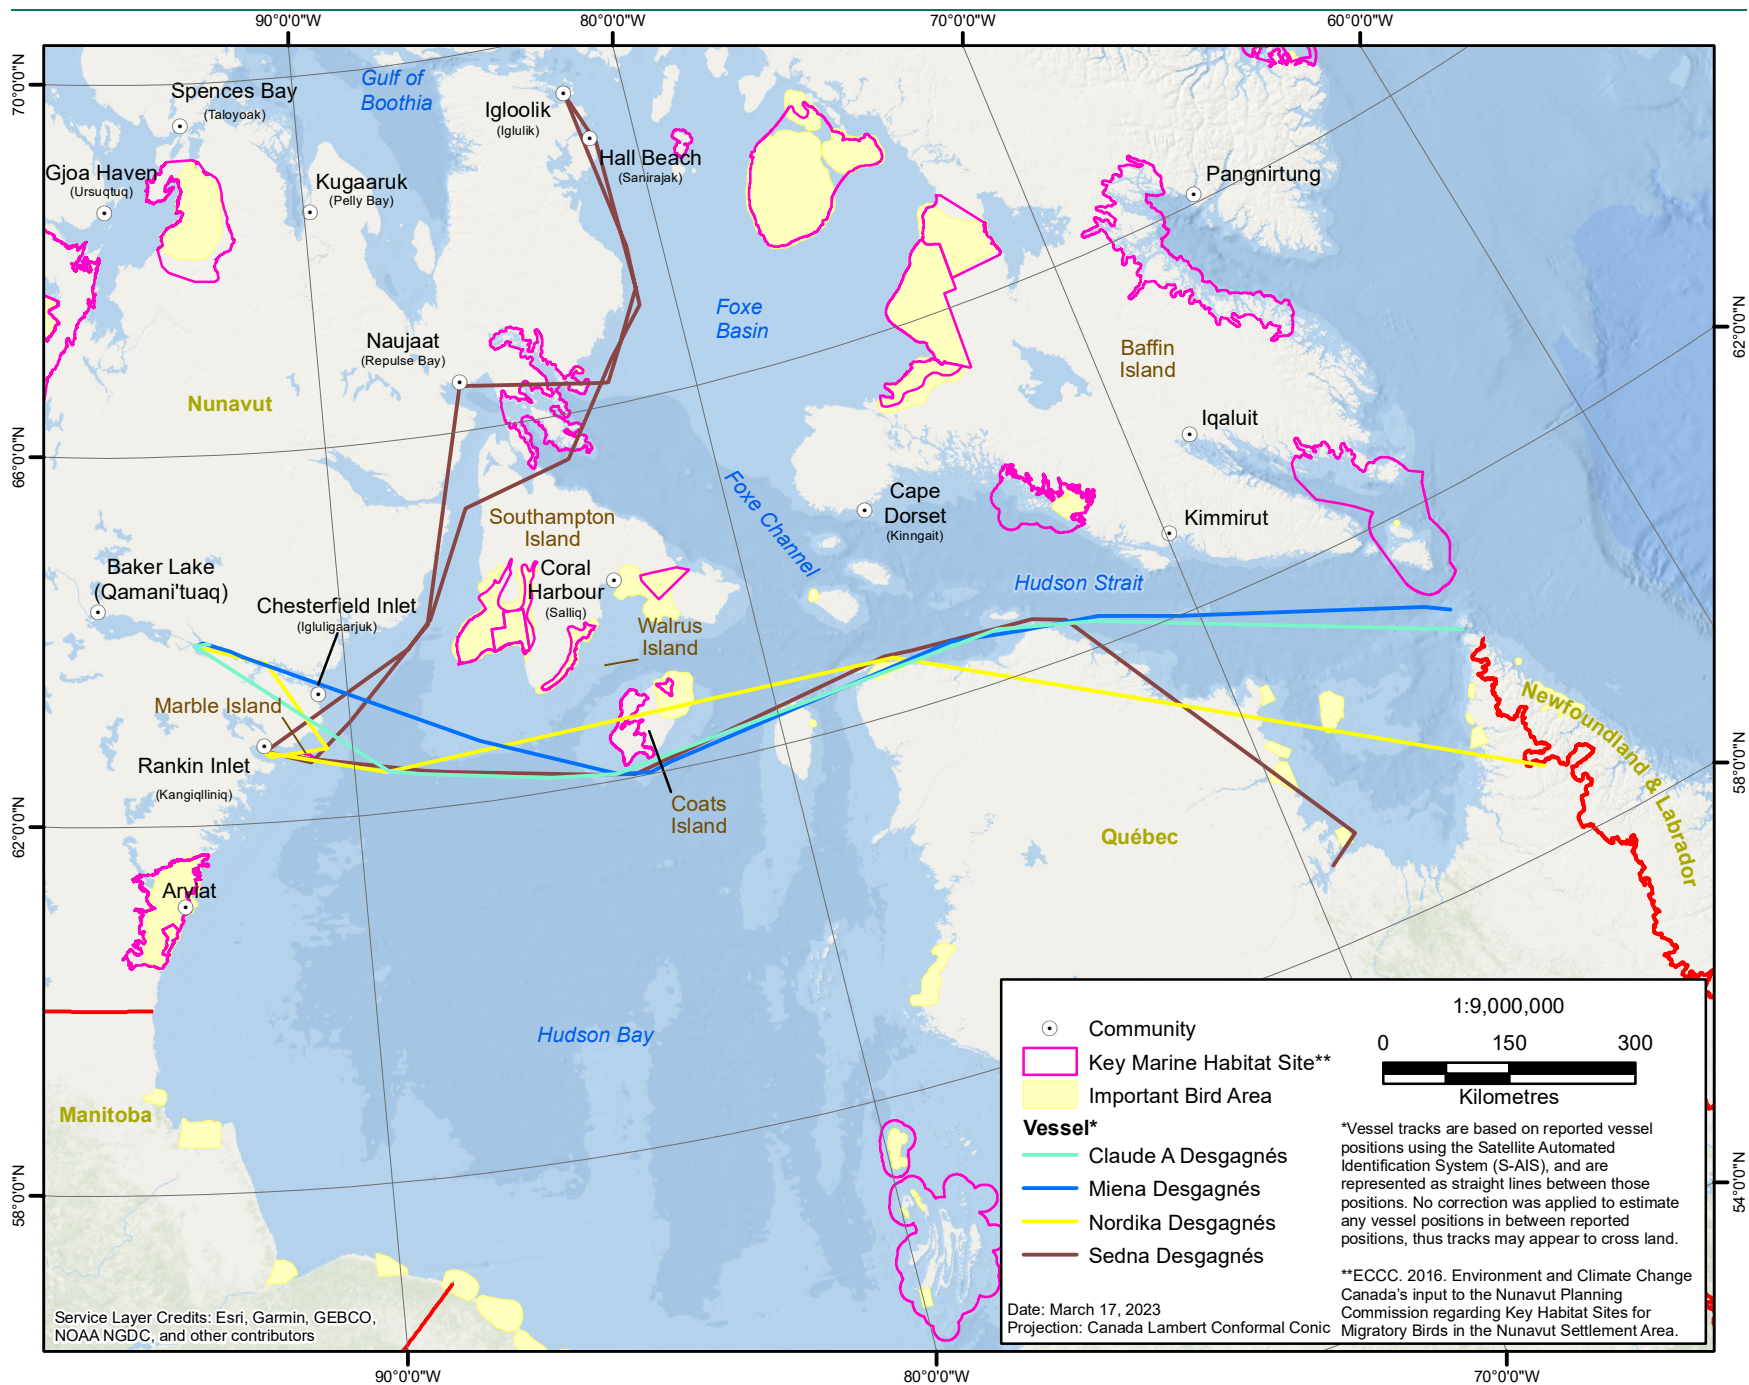 90°0'0"W
80°0'0"W
70°0'0"W
60°0'0"W
70°0'0"N
66°0'0"N
62°0'0"N
58°0'0"N
62°0'0"N
58°0'0"N
54°0'0"N
90°0'0"W
80°0'0"W
70°0'0"W
Gulf of
Boothia
Spences Bay
(Taloyoak)
Igloolik
(Iglulik)
Hall Beach
(Sanirajak)
Gjoa Haven
(Ursuqtuq)
Kugaaruk
(Pelly Bay)
Pangnirtung
Foxe
Basin
Naujaat
(Repulse Bay)
Baffin
Island
Nunavut
Iqaluit
Foxe Channel
Cape
Dorset
(Kinngait)
Kimmirut
Southampton
Island
Coral
Harbour
(Salliq)
Hudson Strait
Baker Lake
(Qamani'tuaq)
Chesterfield Inlet
(Igluligaarjuk)
Walrus
Island
Marble Island
Rankin Inlet
(Kangiqlliniq)
Newfoundland & Labrador
Coats
Island
Québec
Arviat
Hudson Bay
Manitoba
Community
Key Marine Habitat Site**
Important Bird Area
Vessel*
Claude A Desgagnés
Miena Desgagnés
Nordika Desgagnés
Sedna Desgagnés
1:9,000,000
0 150 300
Kilometres
*Vessel tracks are based on reported vessel
positions using the Satellite Automated
Identification System (S-AIS), and are
represented as straight lines between those
positions. No correction was applied to estimate
any vessel positions in between reported
positions, thus tracks may appear to cross land.
**ECCC. 2016. Environment and Climate Change
Canada's input to the Nunavut Planning
Commission regarding Key Habitat Sites for
Migratory Birds in the Nunavut Settlement Area.
Date: March 17, 2023
Projection: Canada Lambert Conformal Conic
Service Layer Credits: Esri, Garmin, GEBCO,
NOAA NGDC, and other contributors